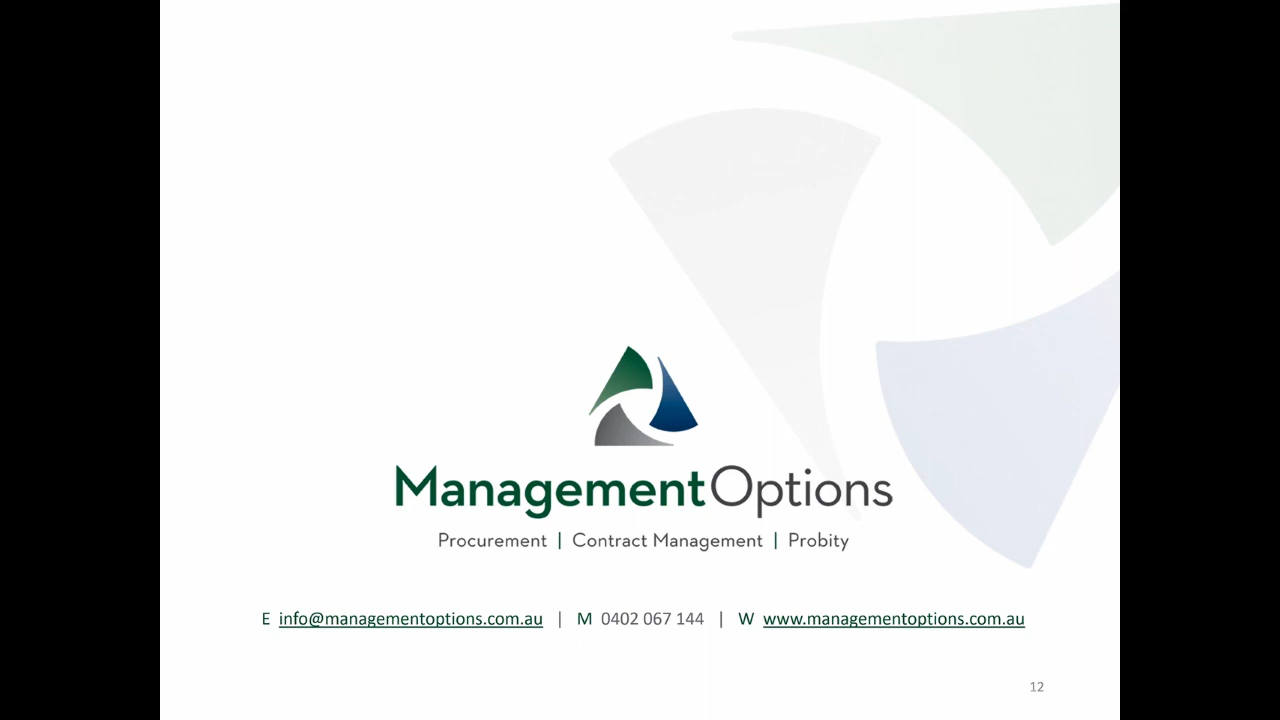 ManagementOptions
Procurement | Contract Management | Probity
E info@managementoptions.com.au | M 0402 067 144 | W www.managementoptions.com.au
12